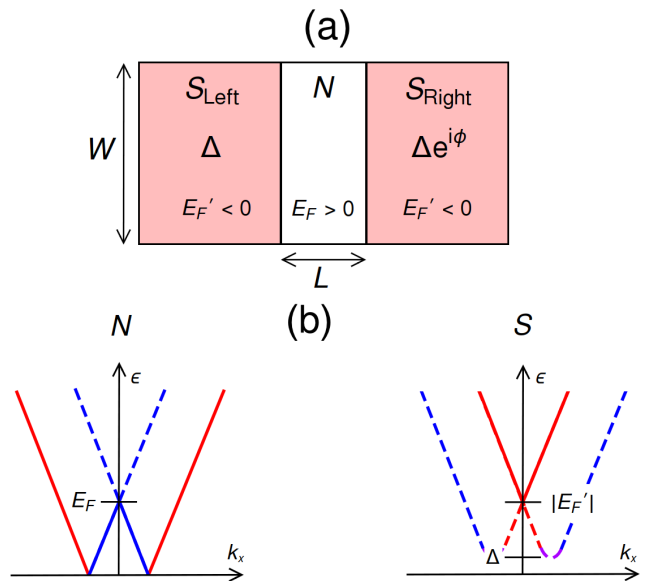 (a)
S_Left N S_Right
Δ Δe^{iϕ}
W
E_F′ < 0 E_F > 0 E_F′ < 0
L
N (b) S
ϵ ϵ
E_F |E_F′|
Δ
k_x k_x